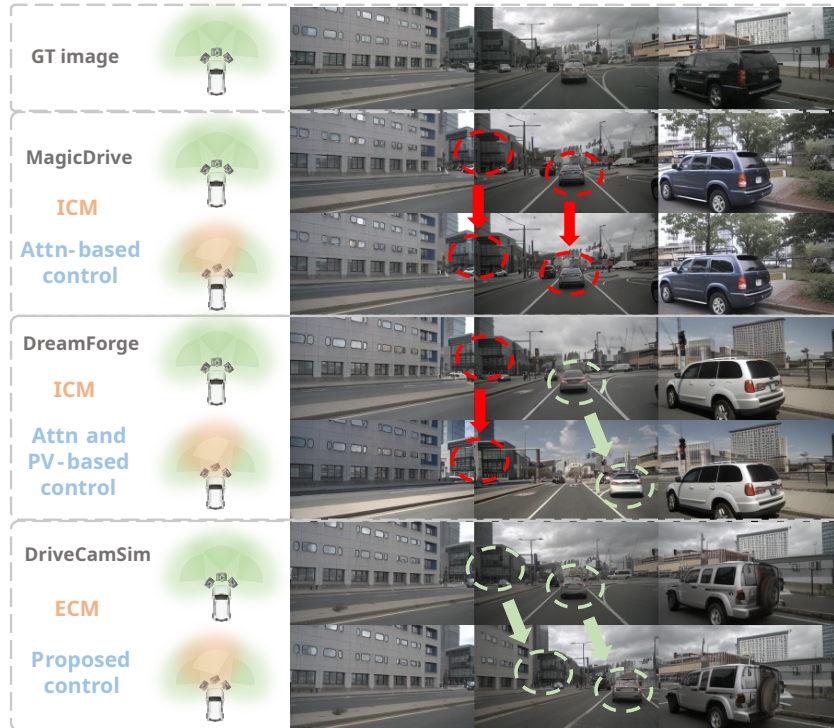 GT image
MagicDrive
ICM
Attn-based
control
DreamForge
ICM
Attn and
PV-based
control
DriveCamSim
ECM
Proposed
control